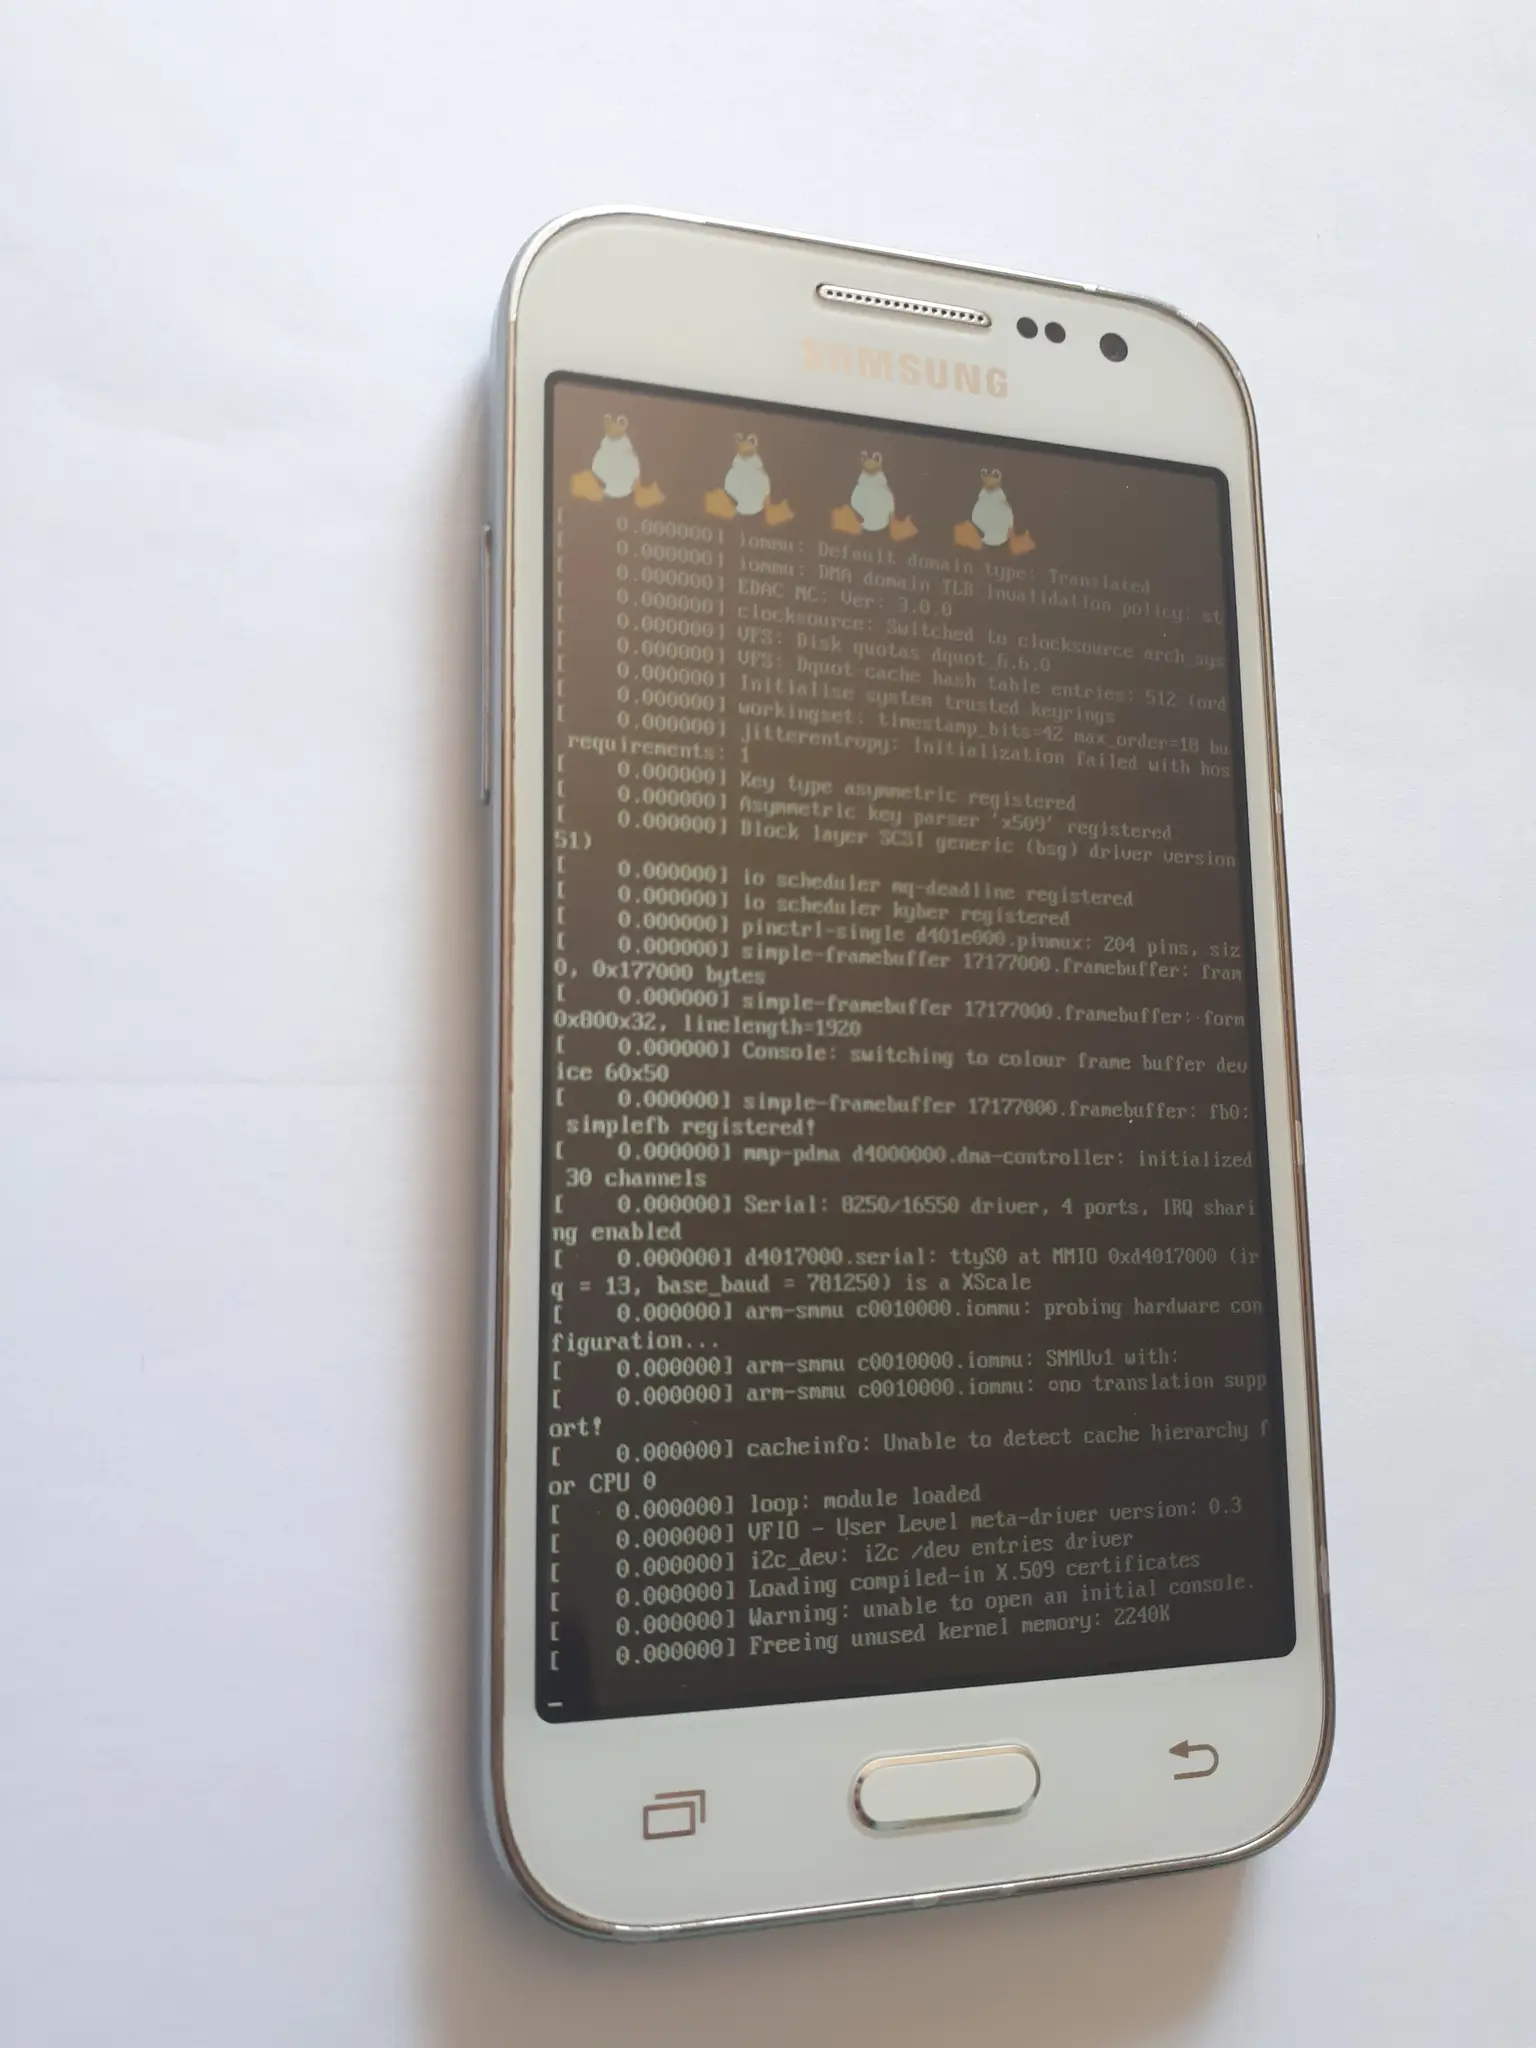 SAMSUNG
[    0.000000] iommu: Default domain type: Translated
[    0.000000] iommu: DMA domain TLB invalidation policy: st
[    0.000000] EDAC MC: Ver: 3.0.0
[    0.000000] clocksource: Switched to clocksource arch_sys
[    0.000000] VFS: Disk quotas dquot_6.6.0
[    0.000000] VFS: Dquot-cache hash table entries: 512 (ord
[    0.000000] Initialise system trusted keyrings
[    0.000000] workingset: timestamp_bits=42 max_order=18 bu
[    0.000000] jitterentropy: Initialization failed with hos
requirements: 1
[    0.000000] Key type asymmetric registered
[    0.000000] Asymmetric key parser 'x509' registered
[    0.000000] Block layer SCSI generic (bsg) driver version
51)
[    0.000000] io scheduler mq-deadline registered
[    0.000000] io scheduler kyber registered
[    0.000000] pinctrl-single d401e000.pinmux: 204 pins, siz
[    0.000000] simple-framebuffer 17177000.framebuffer: fram
0, 0x177000 bytes
[    0.000000] simple-framebuffer 17177000.framebuffer: form
0x800x32, linelength=1920
[    0.000000] Console: switching to colour frame buffer dev
ice 60x50
[    0.000000] simple-framebuffer 17177000.framebuffer: fb0:
simplefb registered!
[    0.000000] mmp-pdma d4000000.dma-controller: initialized
30 channels
[    0.000000] Serial: 8250/16550 driver, 4 ports, IRQ shari
ng enabled
[    0.000000] d4017000.serial: ttyS0 at MMIO 0xd4017000 (ir
q = 13, base_baud = 781250) is a XScale
[    0.000000] arm-smmu c0010000.iommu: probing hardware con
figuration...
[    0.000000] arm-smmu c0010000.iommu: SMMUv1 with:
[    0.000000] arm-smmu c0010000.iommu: ono translation supp
ort!
[    0.000000] cacheinfo: Unable to detect cache hierarchy f
or CPU 0
[    0.000000] loop: module loaded
[    0.000000] VFIO - User Level meta-driver version: 0.3
[    0.000000] i2c_dev: i2c /dev entries driver
[    0.000000] Loading compiled-in X.509 certificates
[    0.000000] Warning: unable to open an initial console.
[    0.000000] Freeing unused kernel memory: 2240K